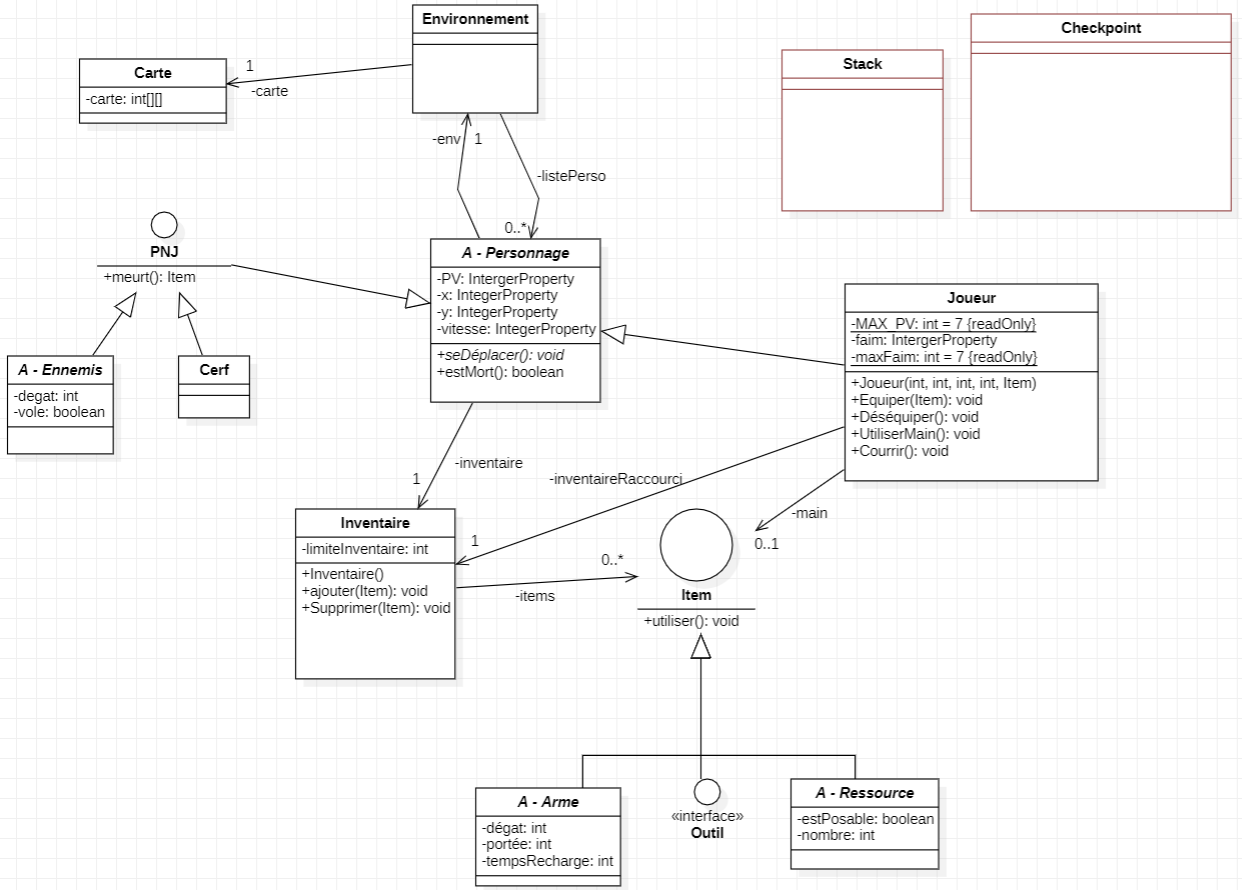 Environnement
Carte
-carte: int[][]
1
-carte
Stack
Checkpoint
-env
1
-listePerso
0..*
PNJ
+meurt(): Item
A - Personnage
-PV: IntergerProperty
-x: IntegerProperty
-y: IntegerProperty
-vitesse: IntegerProperty
+seDéplacer(): void
+estMort(): boolean
Joueur
-MAX_PV: int = 7 {readOnly}
-faim: IntergerProperty
-maxFaim: int = 7 {readOnly}
+Joueur(int, int, int, int, Item)
+Equiper(Item): void
+Déséquiper(): void
+UtiliserMain(): void
+Courrir(): void
A - Ennemis
-degat: int
-vole: boolean
Cerf
-inventaire
1
-inventaireRaccourci
1
-main
0..1
Inventaire
-limiteInventaire: int
+Inventaire()
+ajouter(Item): void
+Supprimer(Item): void
0..*
-items
Item
+utiliser(): void
A - Arme
-dégat: int
-portée: int
-tempsRecharge: int
«interface»
Outil
A - Ressource
-estPosable: boolean
-nombre: int